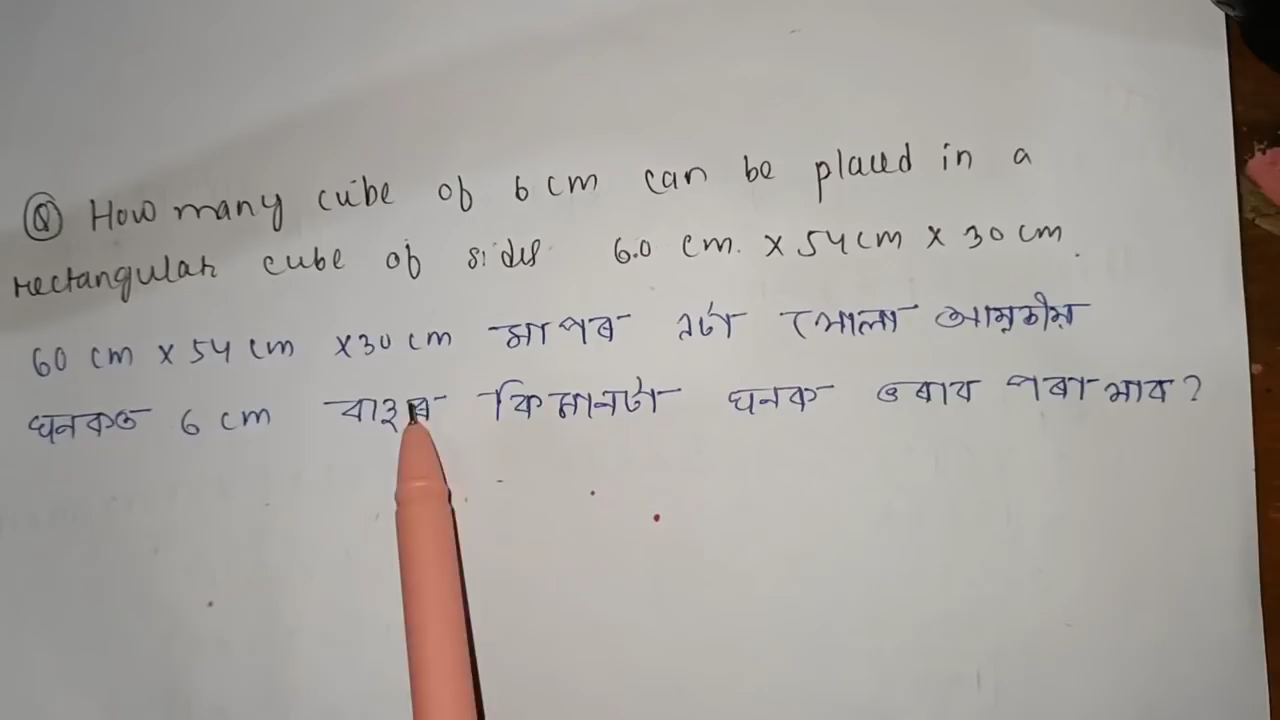 Q How many cube of 6 cm can be placed in a
rectangular cube of sides 60 cm. x 54 cm x 30 cm.
60 cm x 54 cm x 30 cm মাপৰ এটা খোলা আয়তীয়
ঘনকত 6 cm বাহুৰ কিমানটা ঘনক ভৰাব পৰা যাব?